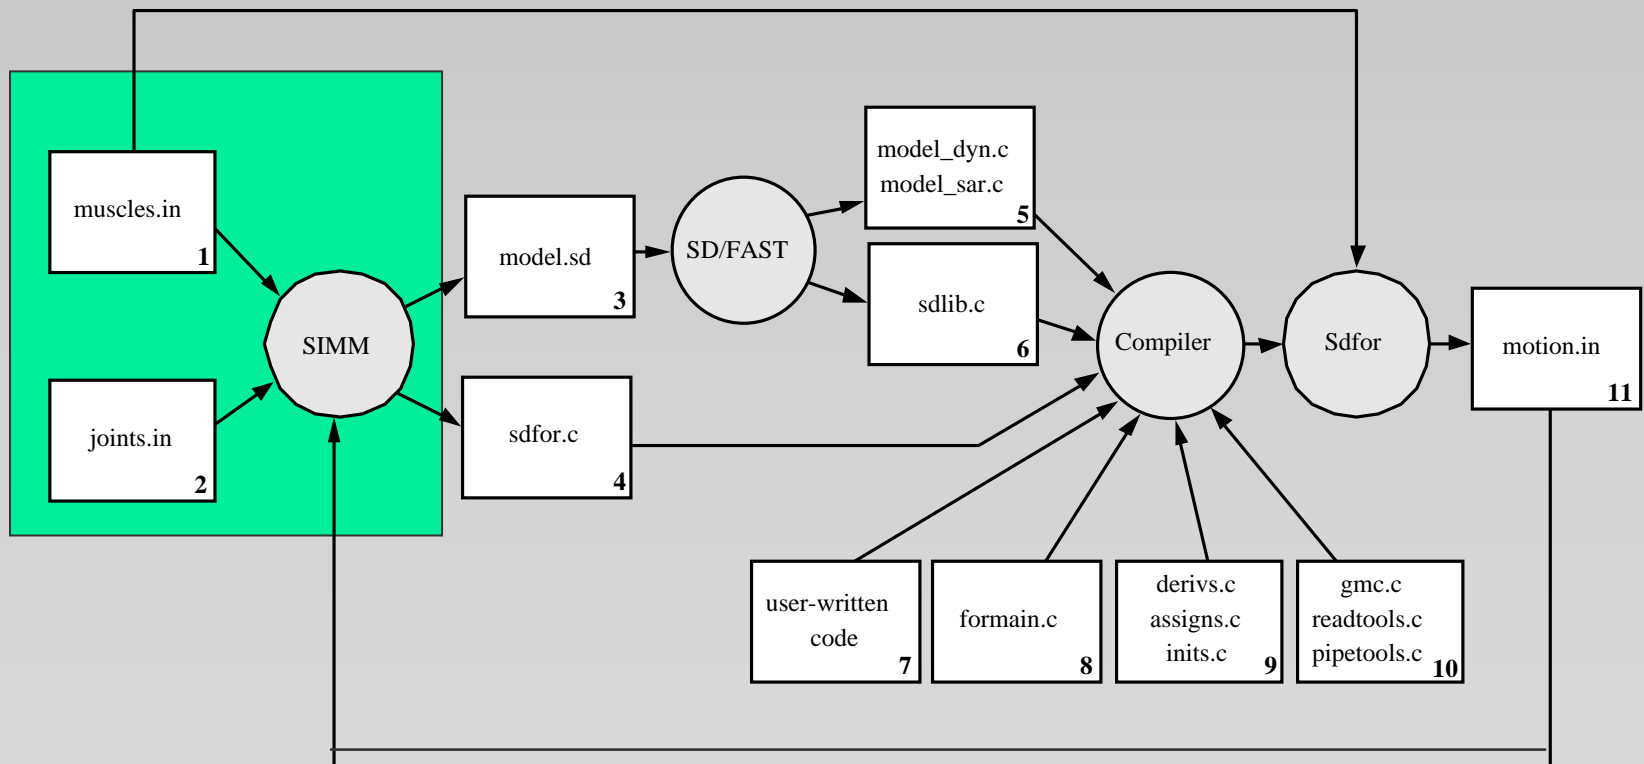 muscles.in
1
joints.in
2
SIMM
model.sd
3
sdfor.c
4
SD/FAST
model_dyn.c
model_sar.c
5
sdlib.c
6
Compiler
Sdfor
motion.in
11
user-written
code
7
formain.c
8
derivs.c
assigns.c
inits.c
9
gmc.c
readtools.c
pipetools.c
10